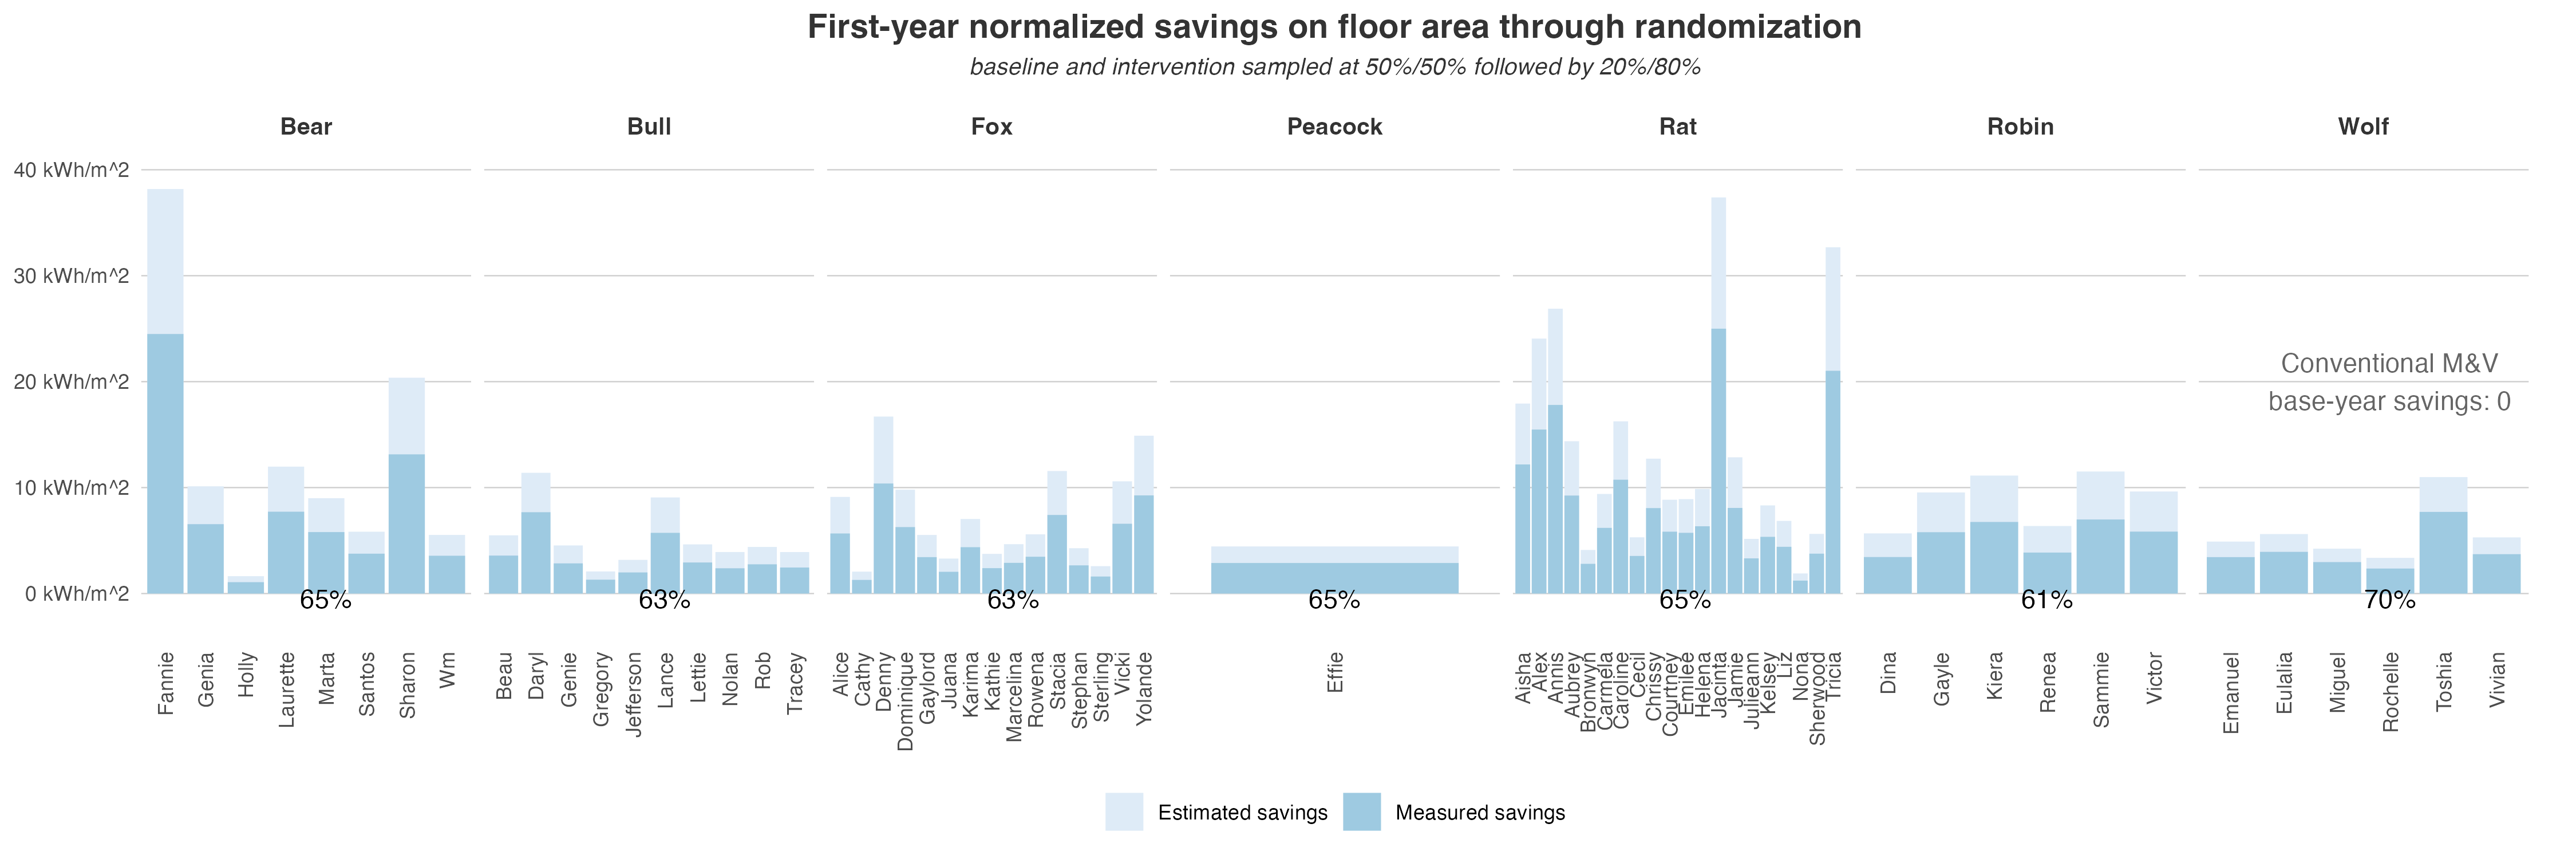 First-year normalized savings on floor area through randomization
baseline and intervention sampled at 50%/50% followed by 20%/80%
Bear Bull Fox Peacock Rat Robin Wolf
40 kWh/m^2
30 kWh/m^2
20 kWh/m^2
10 kWh/m^2
0 kWh/m^2
Conventional M&V
base-year savings: 0
65% 63% 63% 65% 65% 61% 70%
Fannie
Genia
Holly
Laurette
Marta
Santos
Sharon
Wm
Beau
Daryl
Genie
Gregory
Jefferson
Lance
Lettie
Nolan
Rob
Tracey
Alice
Cathy
Denny
Dominique
Gaylord
Juana
Karima
Kathie
Marcelina
Rowena
Stacia
Stephan
Sterling
Vicki
Yolande
Effie
Aisha
Alex
Annis
Aubrey
Bronwyn
Carmela
Caroline
Cecil
Chrissy
Courtney
Emilee
Helena
Jacinta
Jamie
Julieann
Kelsey
Liz
Nona
Sherwood
Tricia
Dina
Gayle
Kiera
Renea
Sammie
Victor
Emanuel
Eulalia
Miguel
Rochelle
Toshia
Vivian
Estimated savings Measured savings